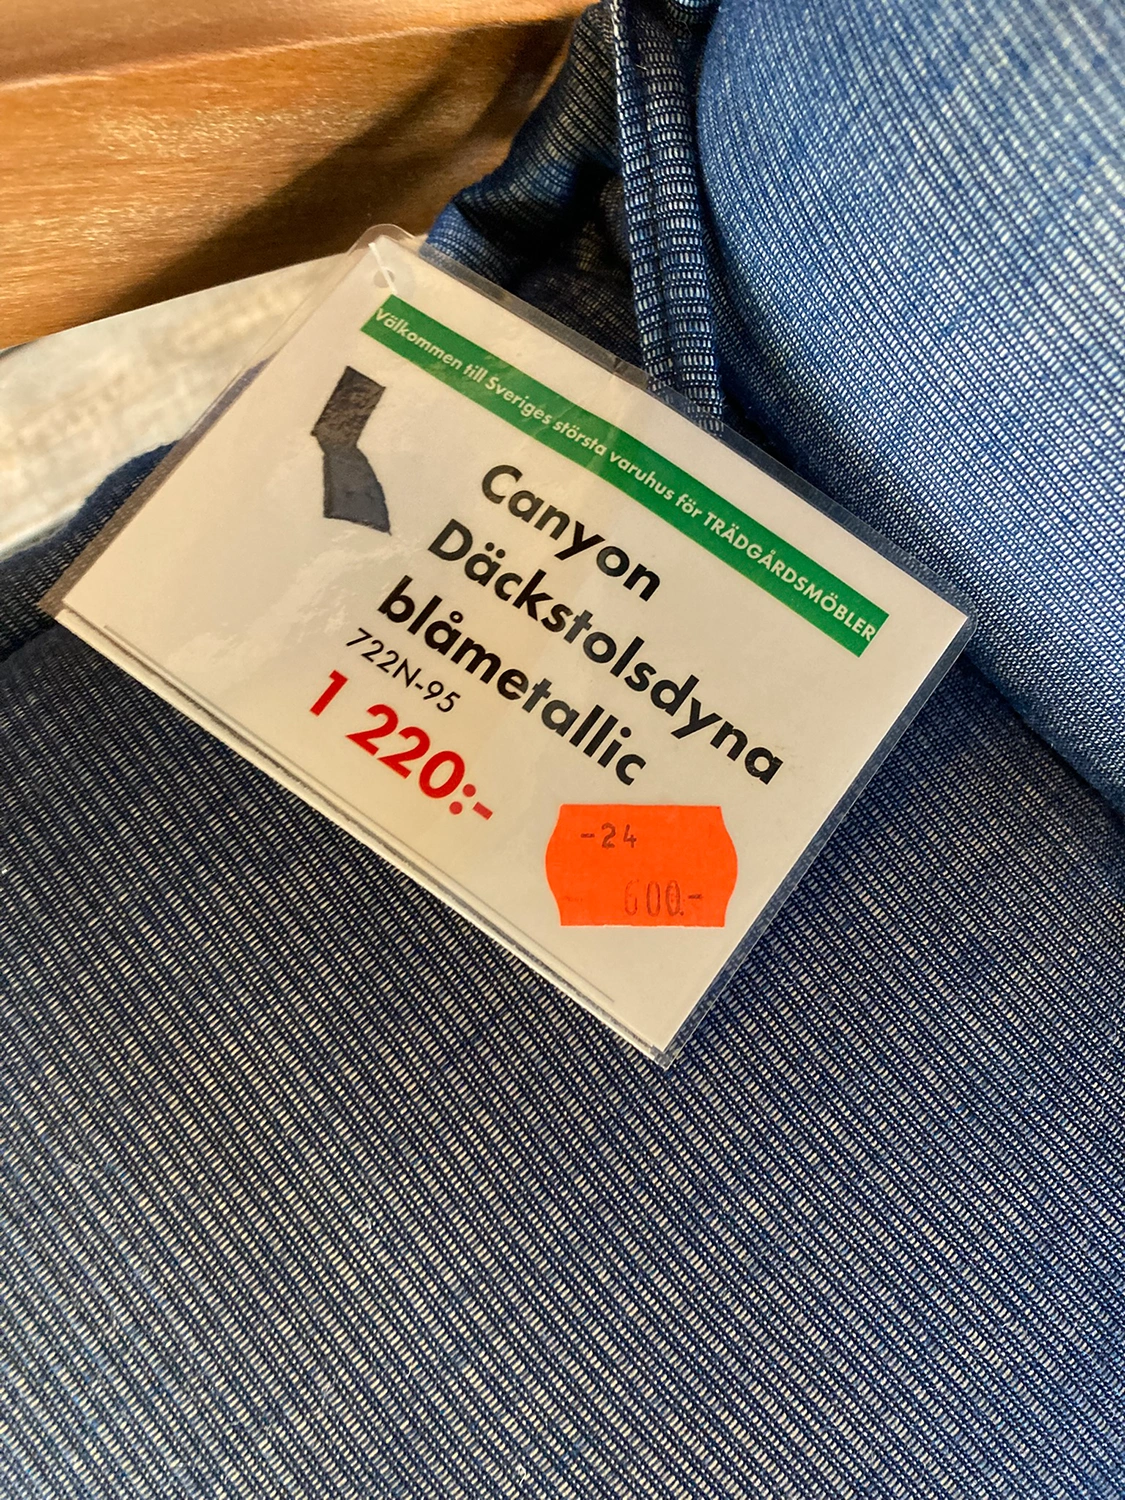 Välkommen till Sveriges största varuhus för TRÄDGÅRDSMÖBLER
Canyon
Däckstolsdyna
blåmetallic
722N-95
1 220:-
-24
600.-